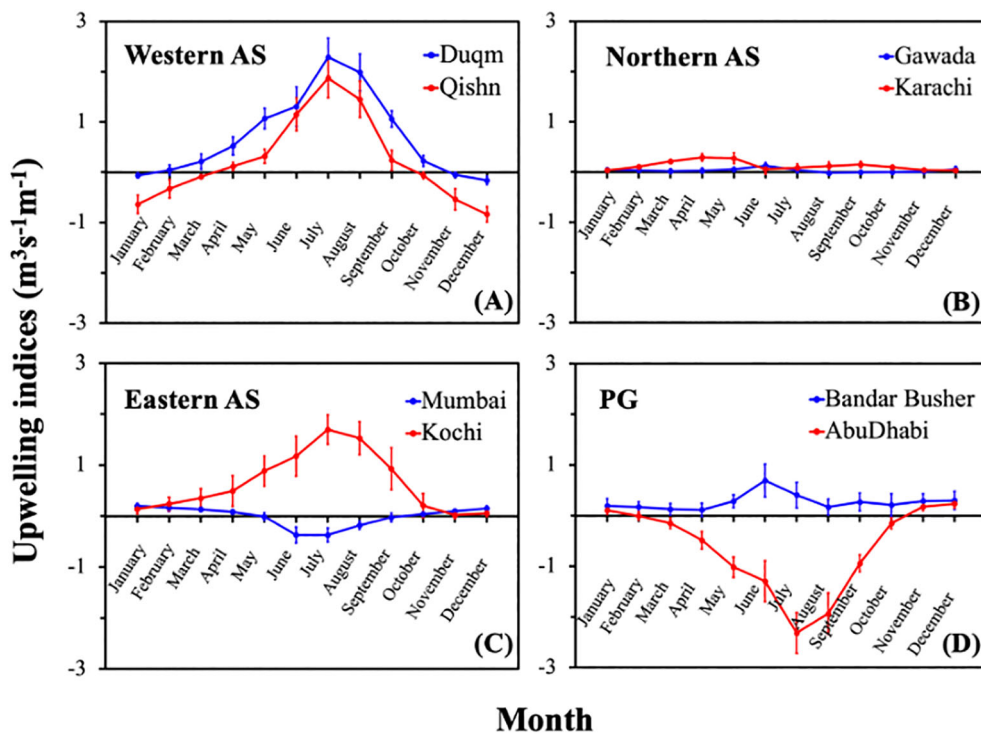 Upwelling indices (m³s⁻¹m⁻¹)
3
1
-1
-3
Western AS
Duqm
Qishn
January
February
March
April
May
June
July
August
September
October
November
December
(A)
3
1
-1
-3
Northern AS
Gawada
Karachi
January
February
March
April
May
June
July
August
September
October
November
December
(B)
3
1
-1
-3
Eastern AS
Mumbai
Kochi
January
February
March
April
May
June
July
August
September
October
November
December
(C)
3
1
-1
-3
PG
Bandar Busher
AbuDhabi
January
February
March
April
May
June
July
August
September
October
November
December
(D)
Month